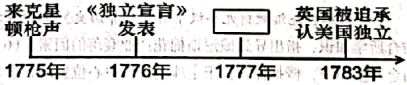 来克星
顿枪声
《独立宣言》
发表
英国被迫承
认美国独立
1775年
1776年
1777年
1783年